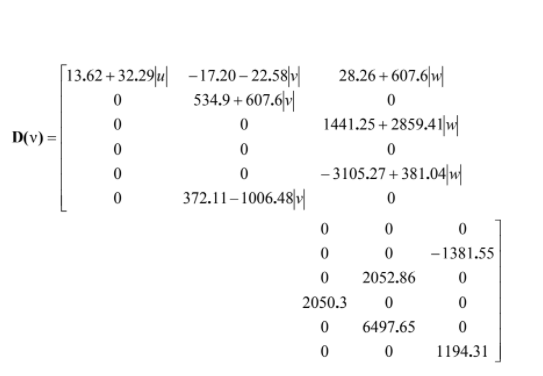 13.62 + 32.29|u| −17.20 − 22.58|v| 28.26 + 607.6|w|
0 534.9 + 607.6|v| 0
0 0 1441.25 + 2859.41|w|
D(ν) =
0 0 0
0 0 −3105.27 + 381.04|w|
0 372.11 − 1006.48|v| 0
0 0 0
0 0 −1381.55
0 2052.86 0
2050.3 0 0
0 6497.65 0
0 0 1194.31